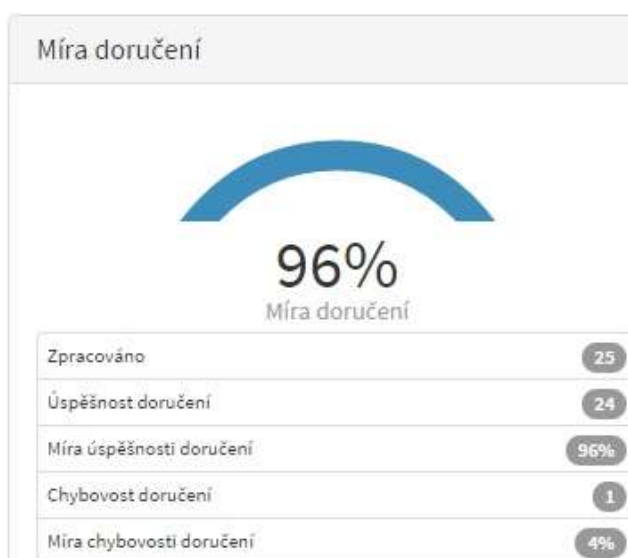 Míra doručení
96%
Míra doručení
Zpracováno 25
Úspěšnost doručení 24
Míra úspěšnosti doručení 96%
Chybovost doručení 1
Míra chybovosti doručení 4%